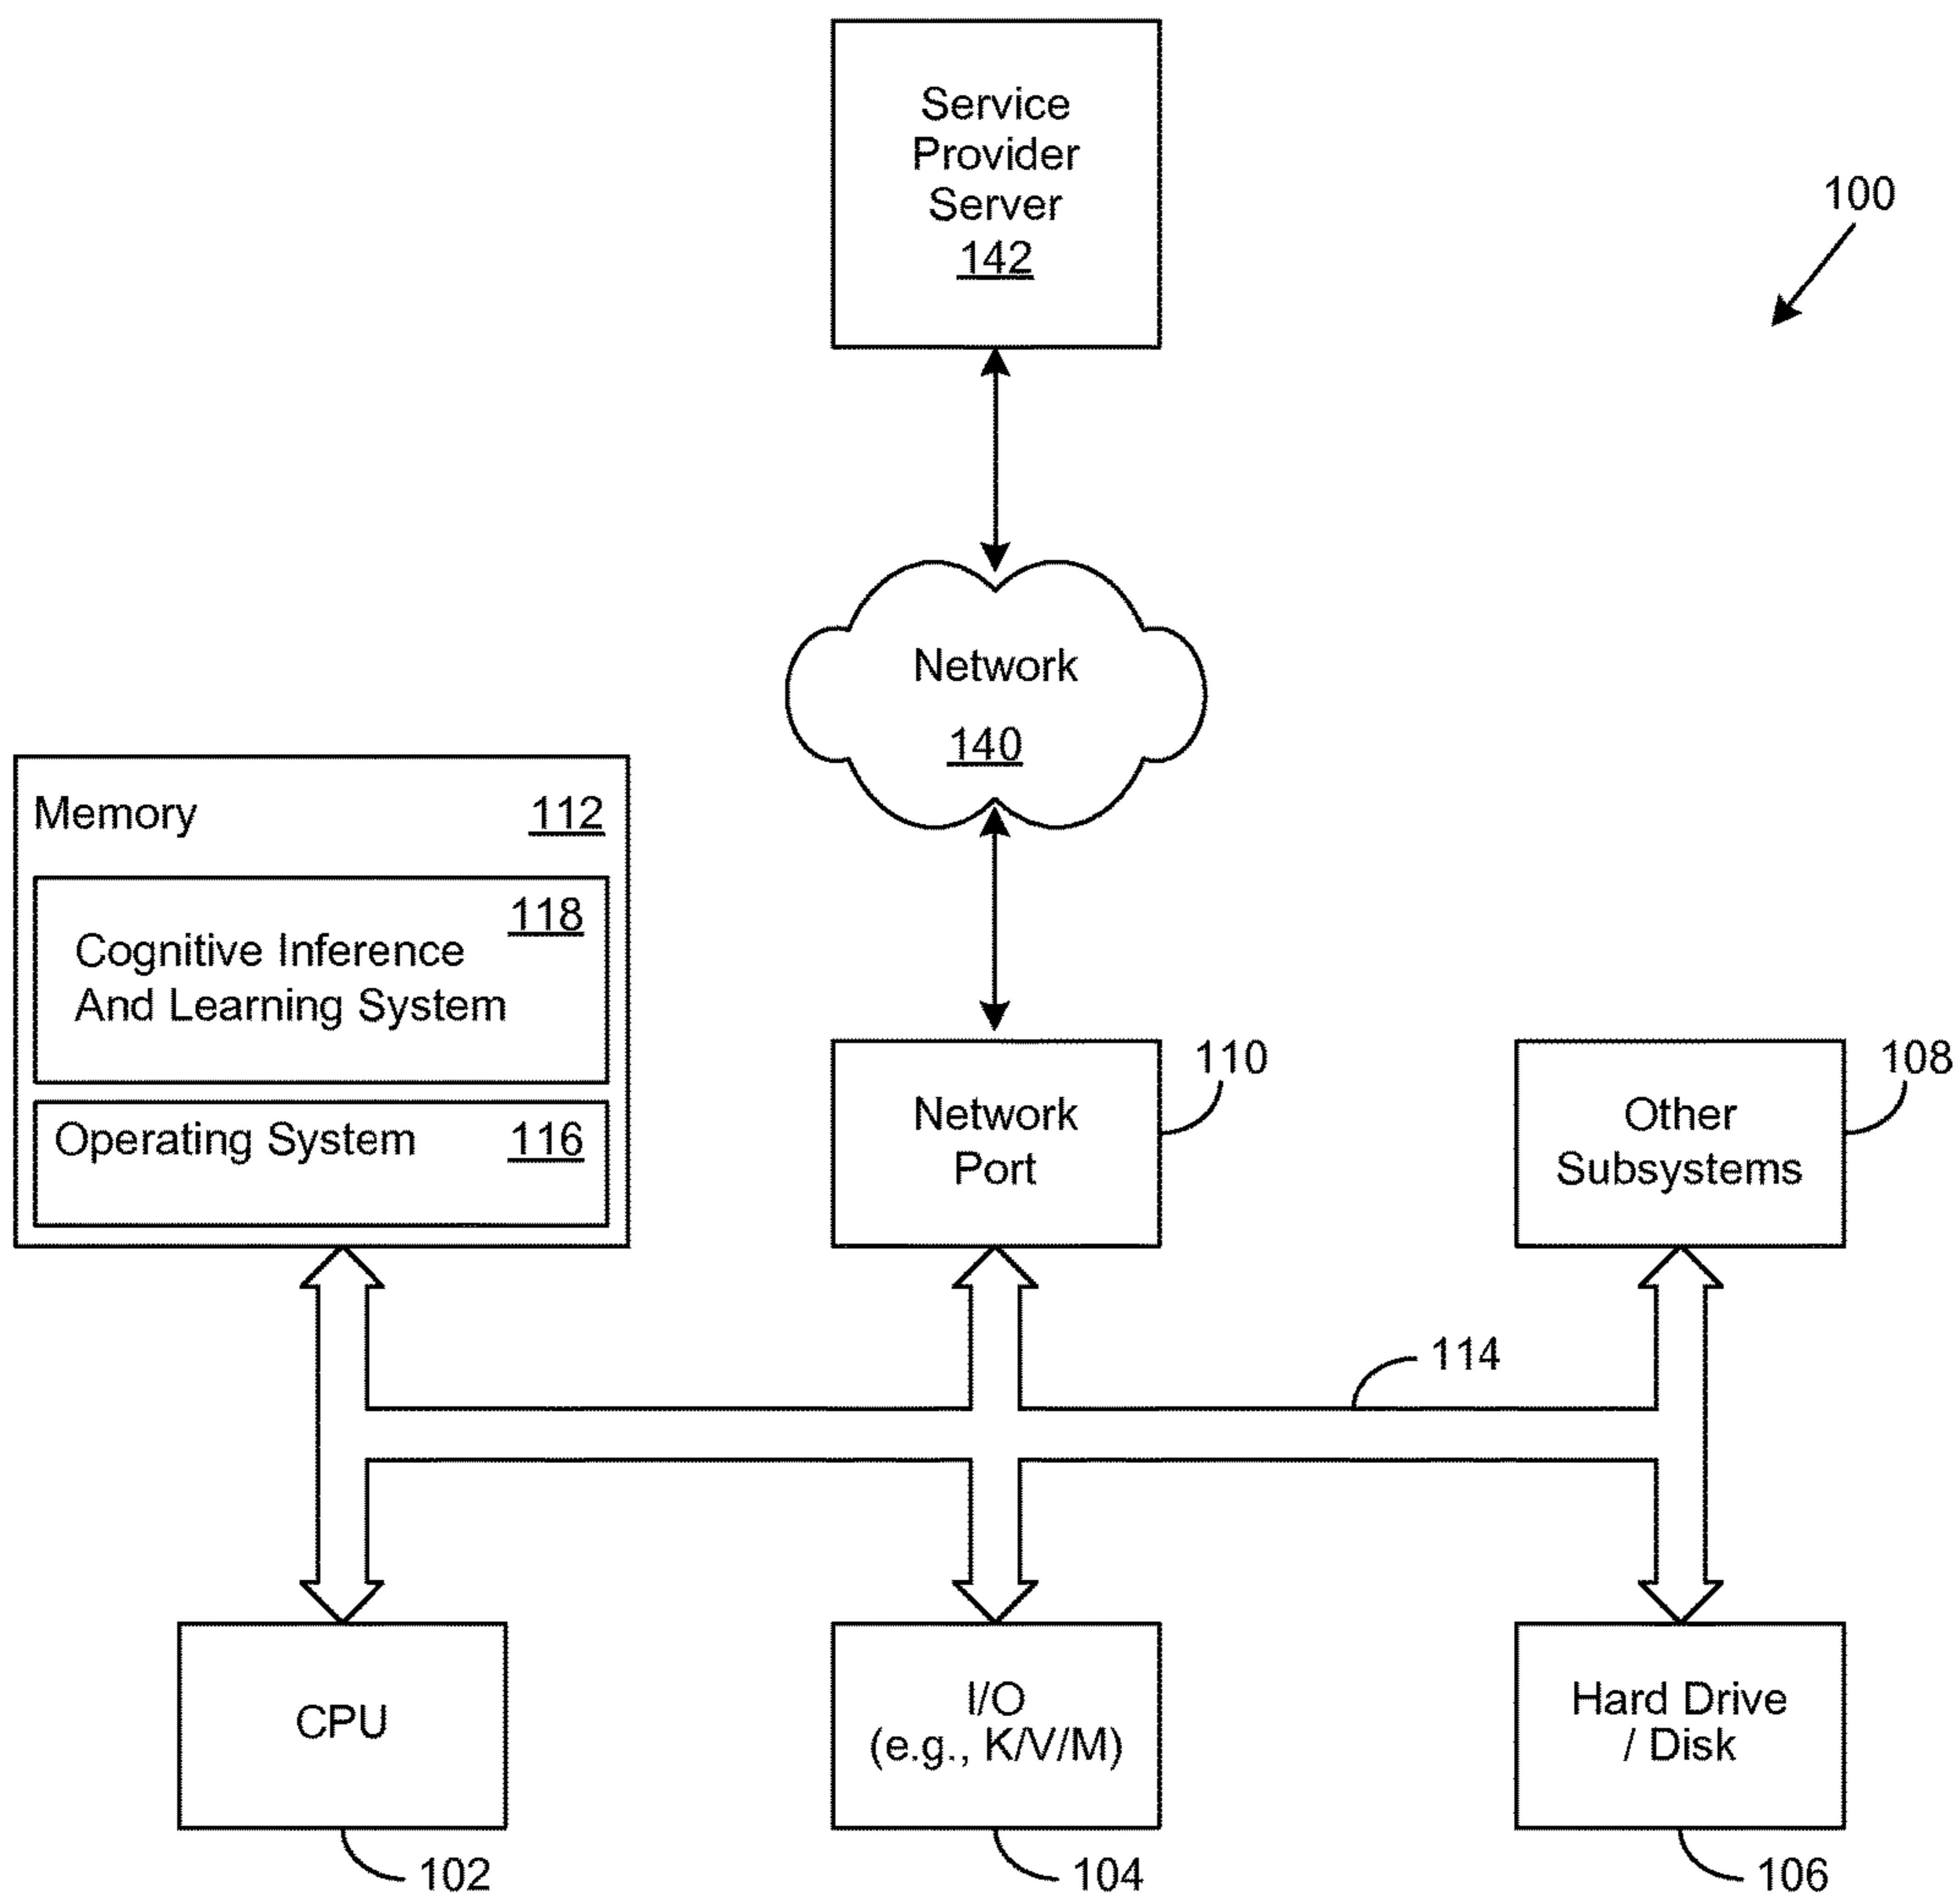 Service
Provider
Server
142
100
Network
140
Memory 112
118
Cognitive Inference
And Learning System
Operating System 116
Network
Port
110
Other
Subsystems
108
114
CPU
102
I/O
(e.g., K/V/M)
104
Hard Drive
/ Disk
106